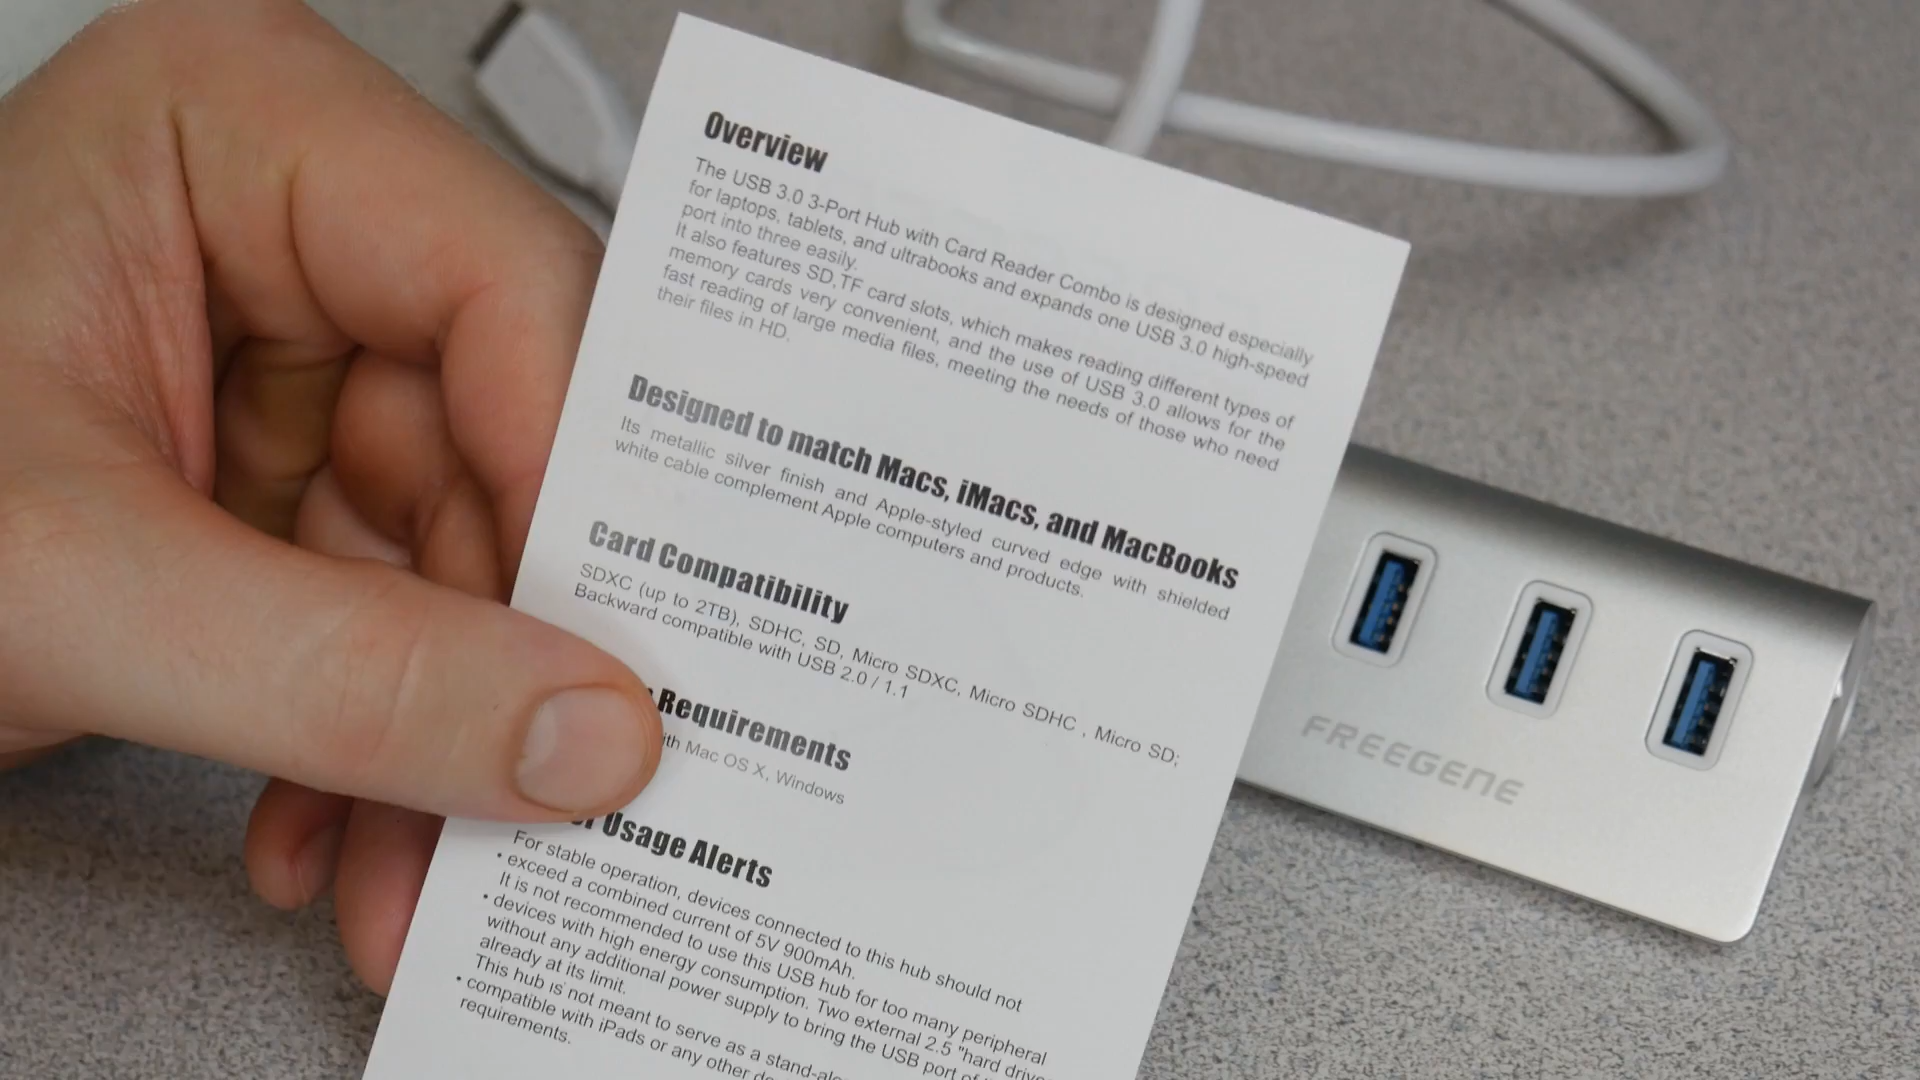 Overview
The USB 3.0 3-Port Hub with Card Reader Combo is designed especially
for laptops, tablets, and ultrabooks and expands one USB 3.0 high-speed
port into three easily.
It also features SD,TF card slots, which makes reading different types of
memory cards very convenient, and the use of USB 3.0 allows for the
fast reading of large media files, meeting the needs of those who need
their files in HD.
Designed to match Macs, iMacs, and MacBooks
Its metallic silver finish and Apple-styled curved edge with shielded
white cable complement Apple computers and products.
Card Compatibility
SDXC (up to 2TB), SDHC, SD, Micro SDXC, Micro SDHC , Micro SD;
Backward compatible with USB 2.0 / 1.1
Requirements
Mac OS X, Windows
Usage Alerts
For stable operation, devices connected to this hub should not
• exceed a combined current of 5V 900mAh.
It is not recommended to use this USB hub for too many peripheral
• devices with high energy consumption. Two external 2.5 "hard drive
without any additional power supply to bring the USB port of
already at its limit.
This hub is not meant to serve as a
• compatible with iPads or any other
requirements.
FREEGENE